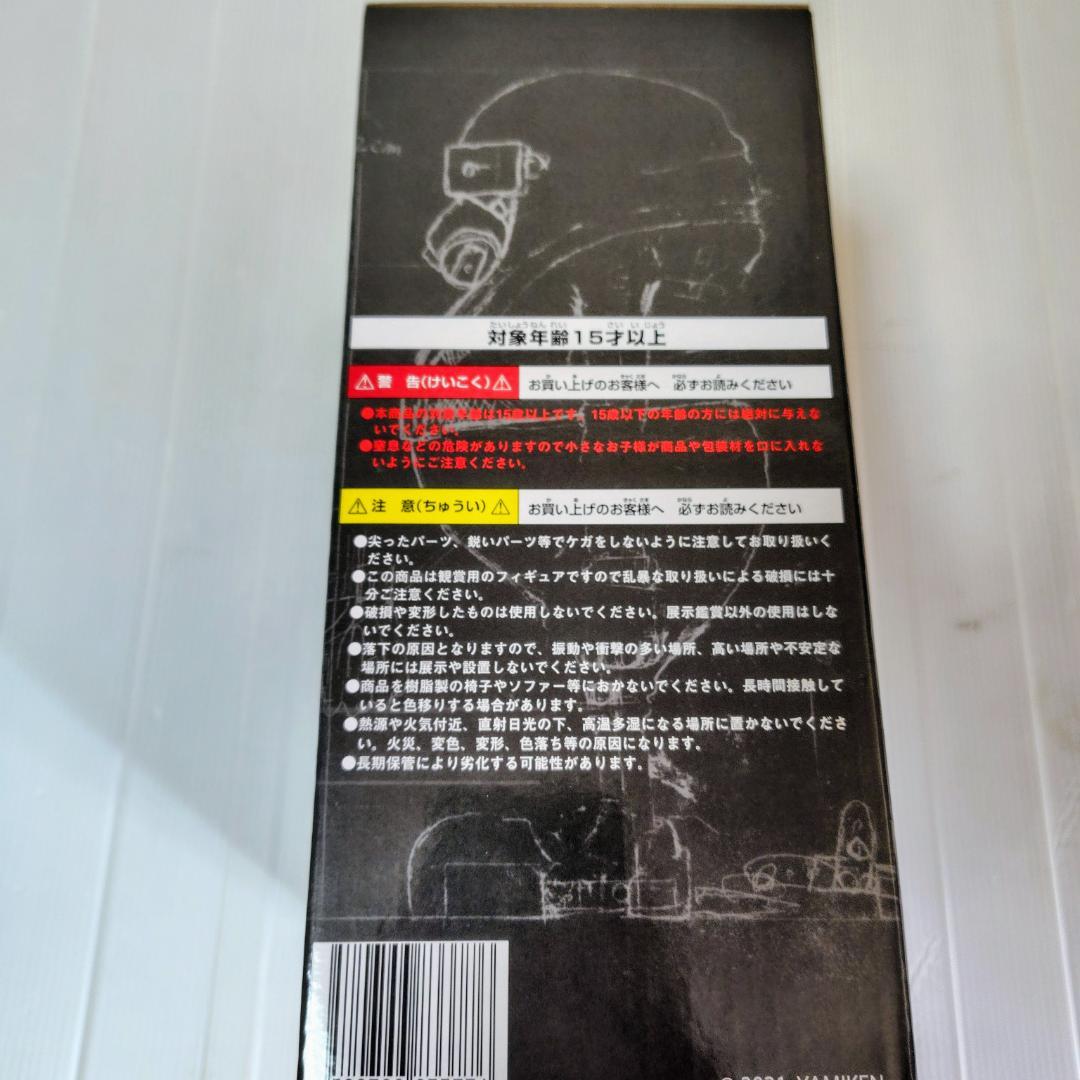 たいしょうねんれい さいいじょう
対象年齢15才以上
⚠警 告(けいこく)⚠ お買い上げのお客様へ 必ずお読みください
●本商品の対象年齢は15歳以上です。15歳以下の年齢の方には絶対に与えな
いでください。
●窒息などの危険がありますので小さなお子様が商品や包装材を口に入れな
いようにご注意ください。
⚠注 意(ちゅうい)⚠ お買い上げのお客様へ 必ずお読みください
●尖ったパーツ、鋭いパーツ等でケガをしないように注意してお取り扱いく
ださい。
●この商品は観賞用のフィギュアですので乱暴な取り扱いによる破損には十
分ご注意ください。
●破損や変形したものは使用しないでください。展示鑑賞以外の使用はしな
いでください。
●落下の原因となりますので、振動や衝撃の多い場所、高い場所や不安定な
場所には展示や設置しないでください。
●商品を樹脂製の椅子やソファー等におかないでください。長時間接触して
いると色移りする場合があります。
●熱源や火気付近、直射日光の下、高温多湿になる場所に置かないでくださ
い。火災、変色、変形、色落ち等の原因になります。
●長期保管により劣化する可能性があります。
© 2021 YAMIKEN